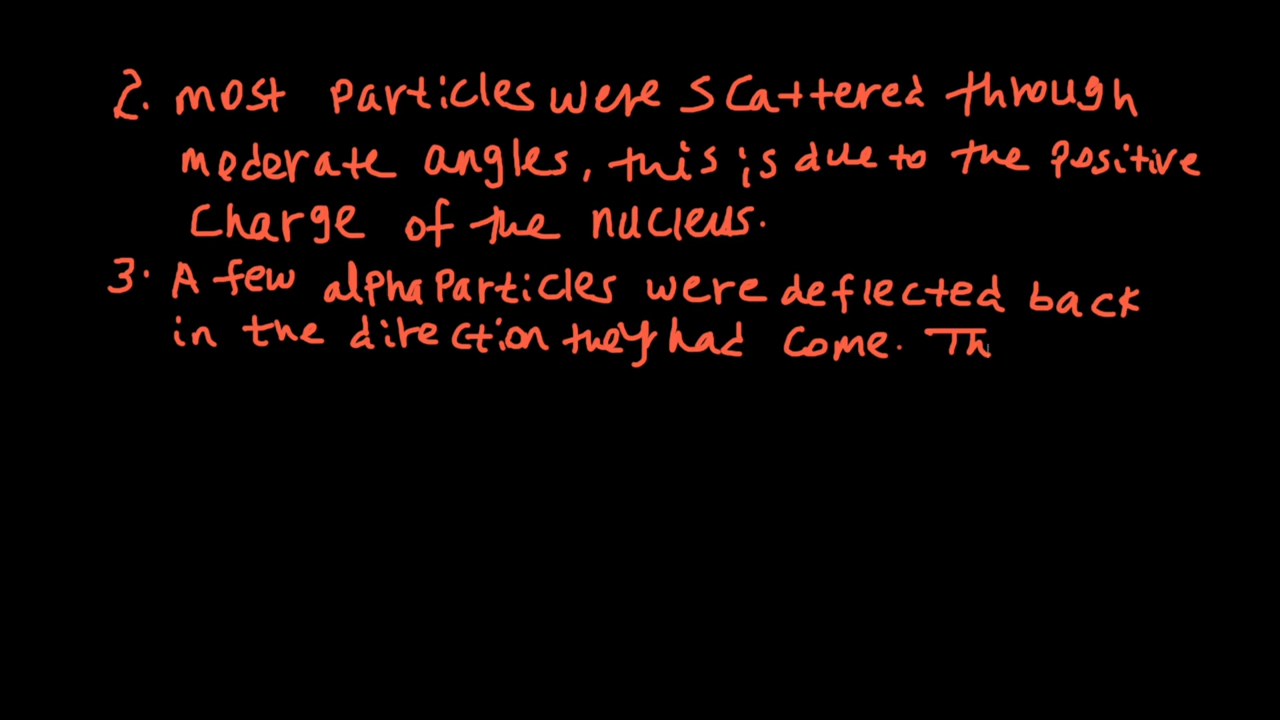 2. most particles were scattered through
moderate angles, this is due to the positive
charge of the nucleus.
3. A few alpha particles were deflected back
in the direction they had come. Th